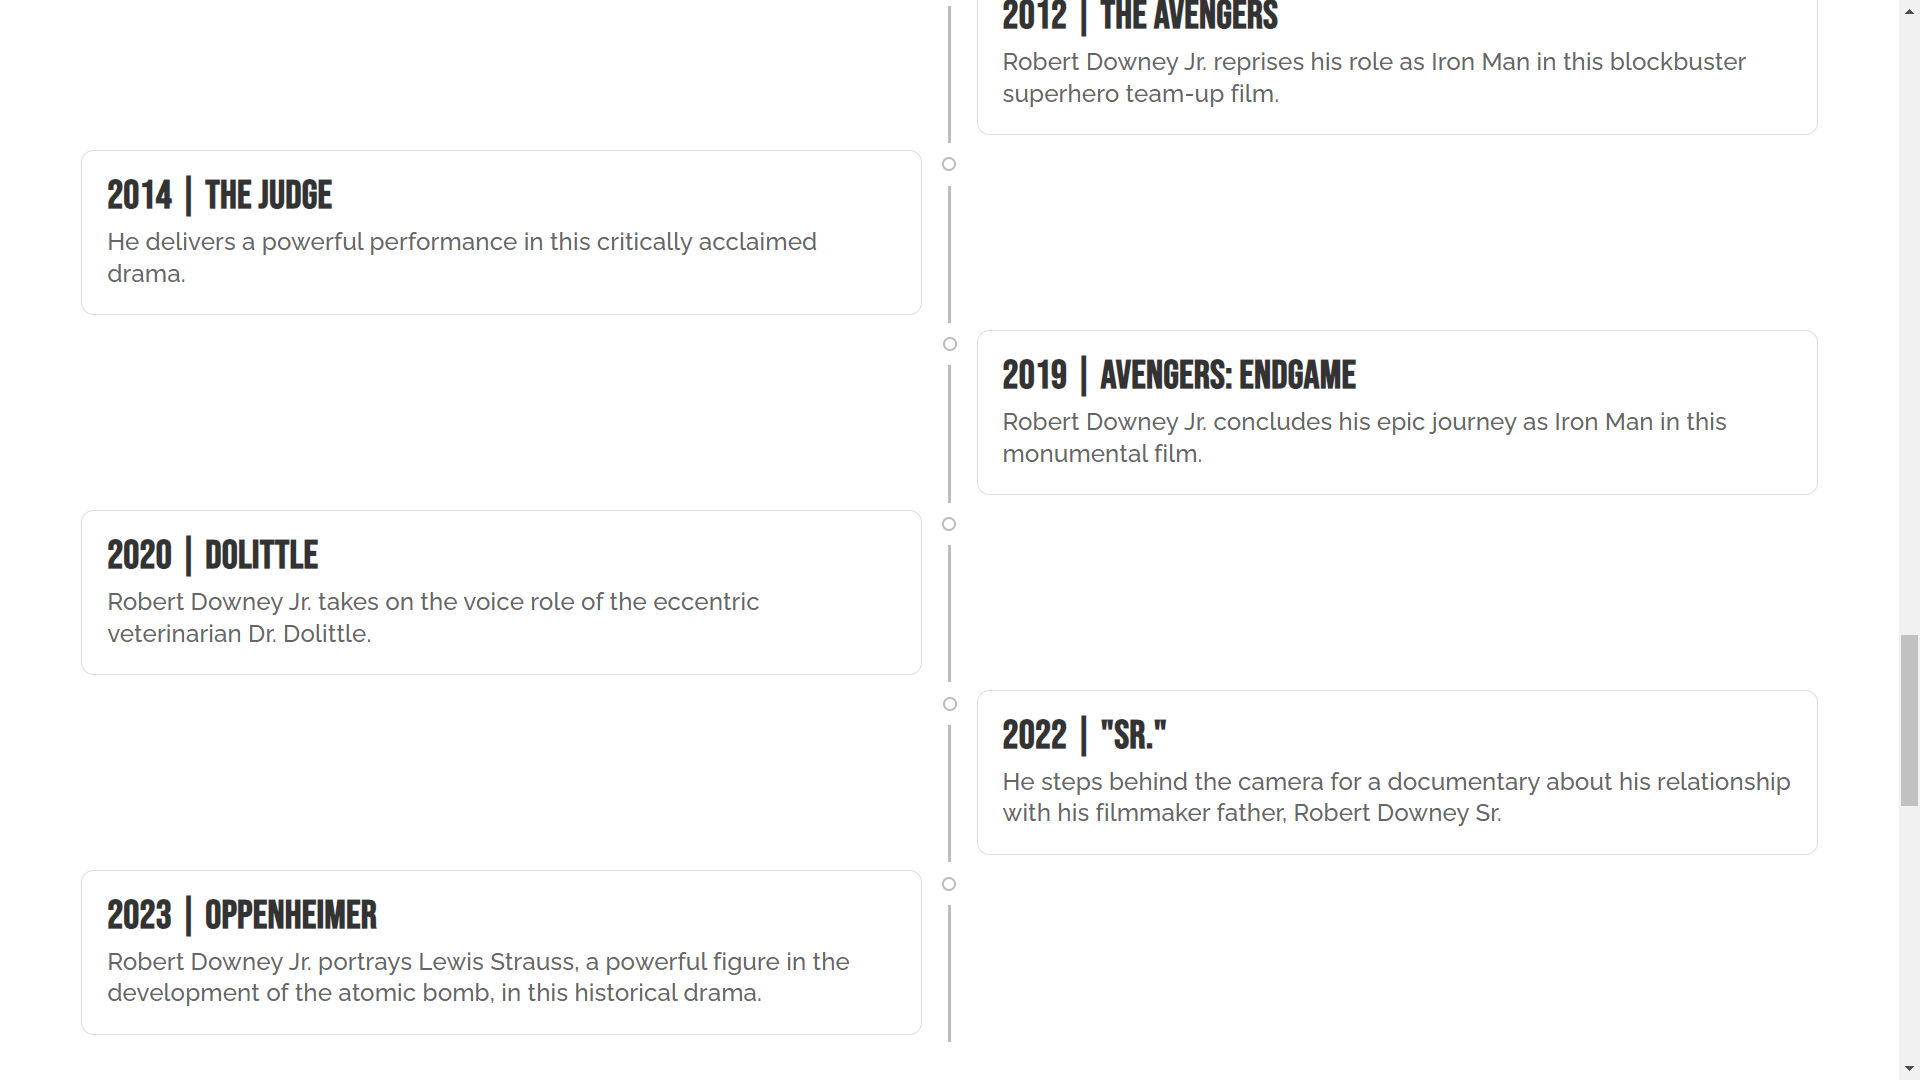 2012 | THE AVENGERS
Robert Downey Jr. reprises his role as Iron Man in this blockbuster
superhero team-up film.
2014 | THE JUDGE
He delivers a powerful performance in this critically acclaimed
drama.
2019 | AVENGERS: ENDGAME
Robert Downey Jr. concludes his epic journey as Iron Man in this
monumental film.
2020 | DOLITTLE
Robert Downey Jr. takes on the voice role of the eccentric
veterinarian Dr. Dolittle.
2022 | "SR."
He steps behind the camera for a documentary about his relationship
with his filmmaker father, Robert Downey Sr.
2023 | OPPENHEIMER
Robert Downey Jr. portrays Lewis Strauss, a powerful figure in the
development of the atomic bomb, in this historical drama.